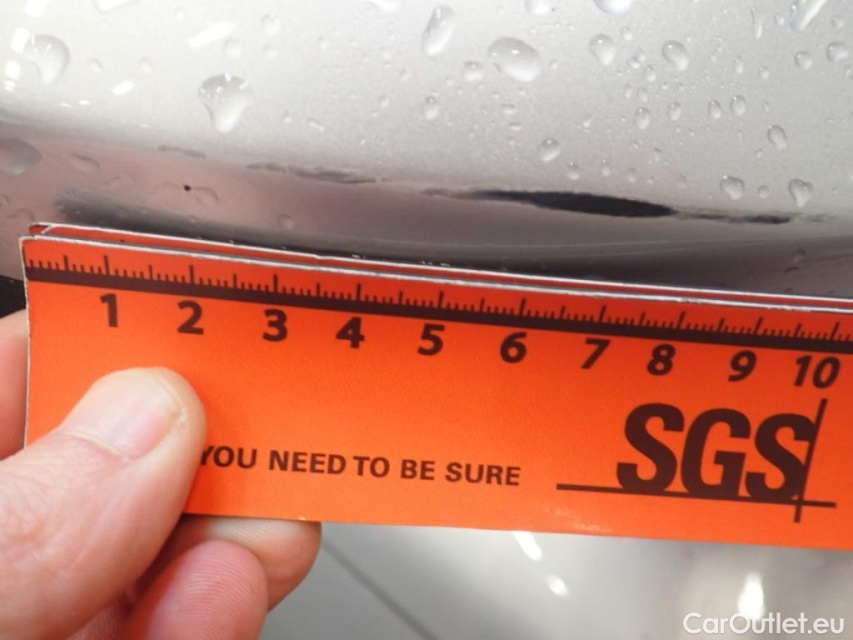 1 2 3 4 5 6 7 8 9 10
SGS
YOU NEED TO BE SURE
CarOutlet.eu